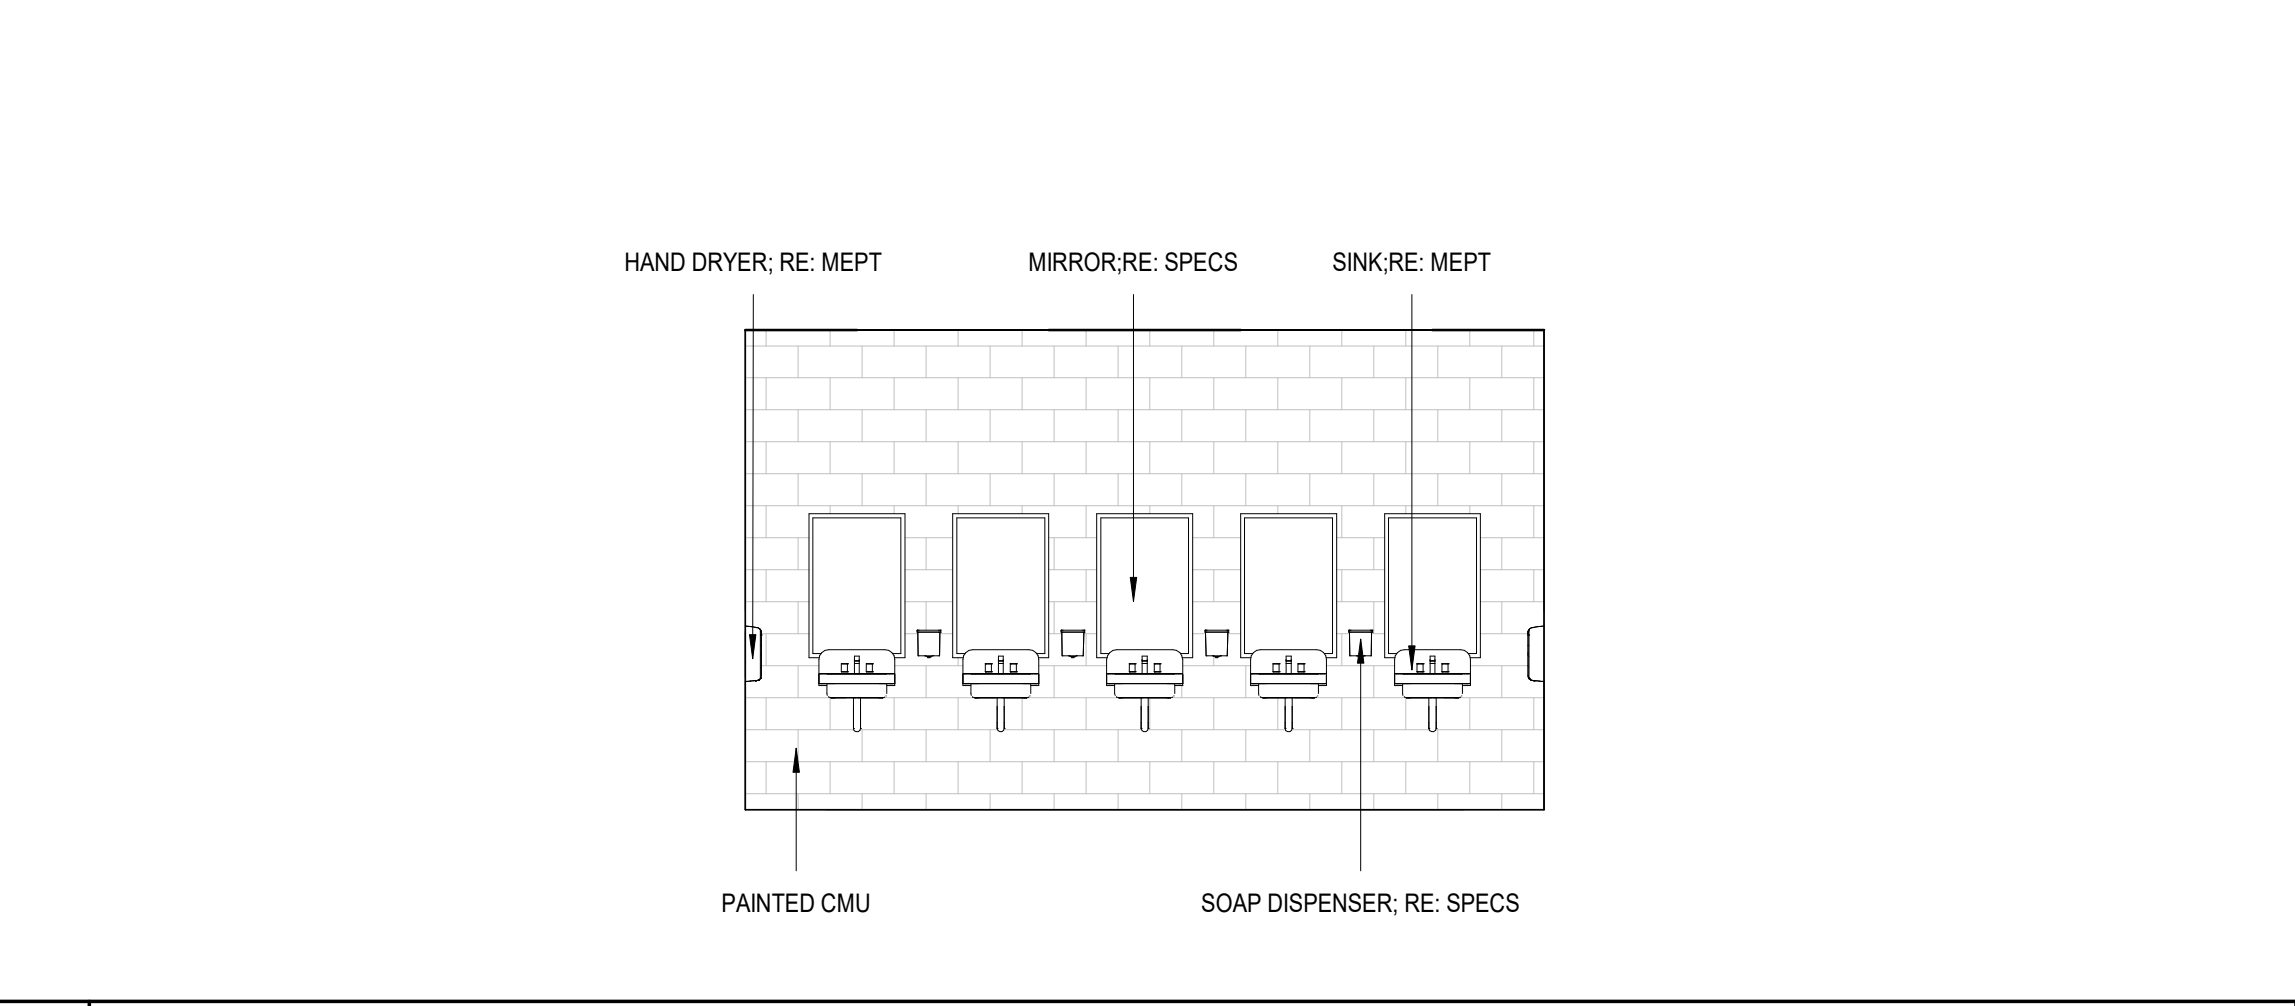 HAND DRYER; RE: MEPT
MIRROR;RE: SPECS
SINK;RE: MEPT
PAINTED CMU
SOAP DISPENSER; RE: SPECS